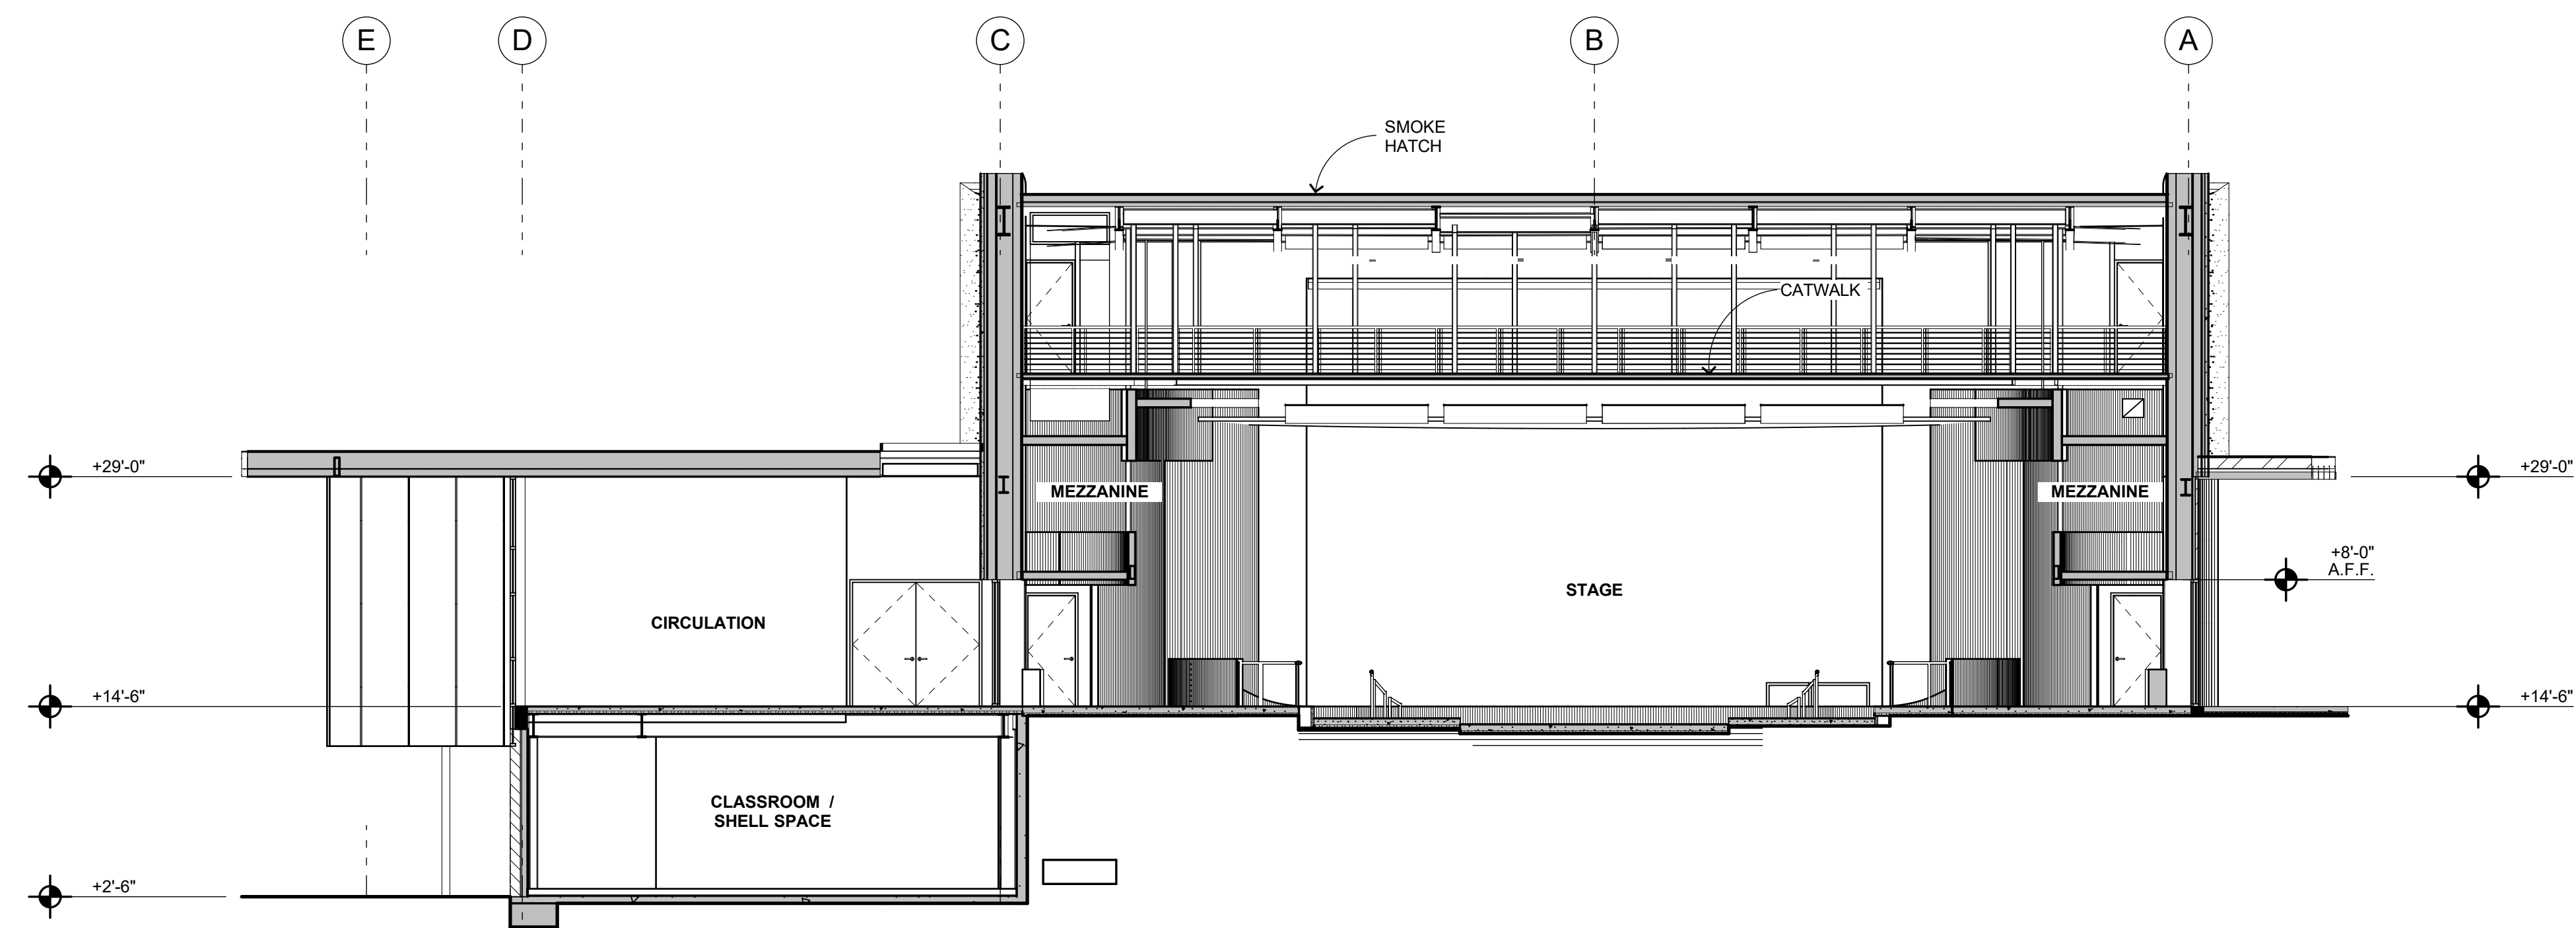 E
D
C
B
A
SMOKE
HATCH
CATWALK
+29'-0"
+29'-0"
MEZZANINE
MEZZANINE
+8'-0"
A.F.F.
STAGE
CIRCULATION
+14'-6"
+14'-6"
CLASSROOM /
SHELL SPACE
+2'-6"